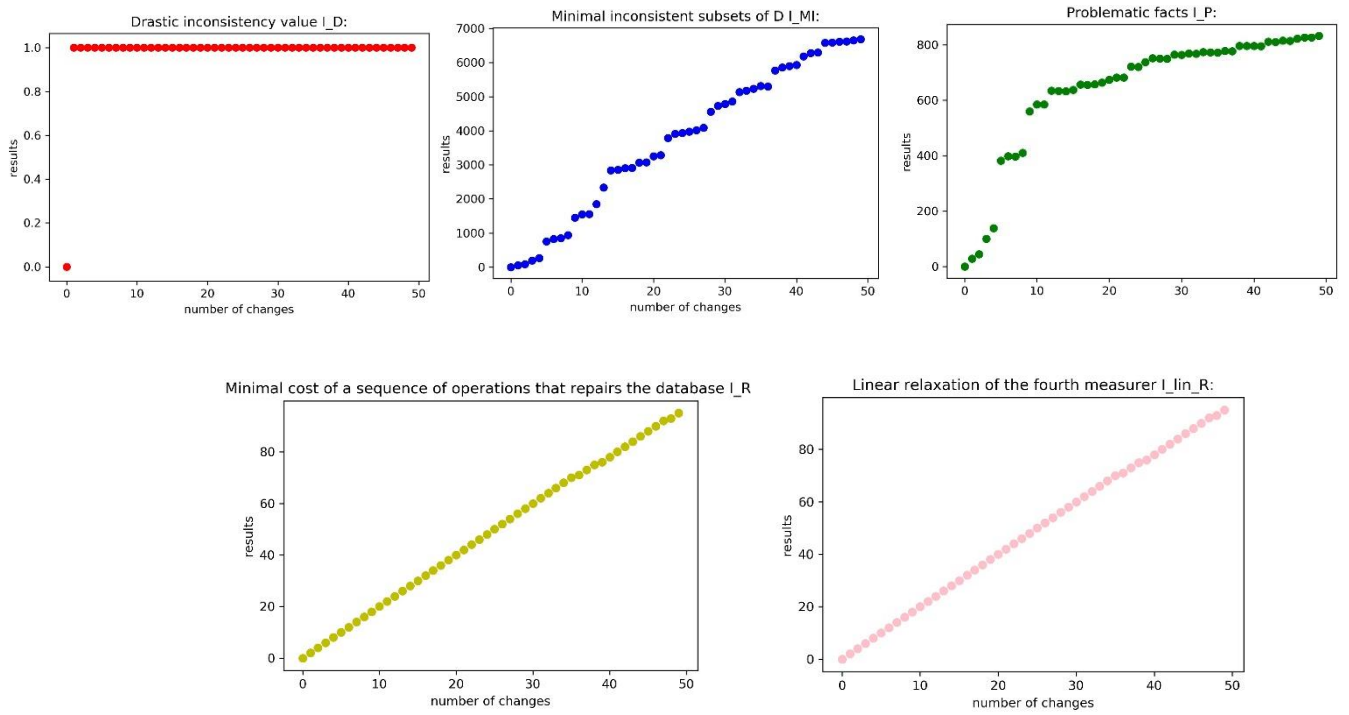 Drastic inconsistency value I_D:
results
1.0
0.8
0.6
0.4
0.2
0.0
0 10 20 30 40 50
number of changes
Minimal inconsistent subsets of D I_MI:
results
7000
6000
5000
4000
3000
2000
1000
0
0 10 20 30 40 50
number of changes
Problematic facts I_P:
results
800
600
400
200
0
0 10 20 30 40 50
number of changes
Minimal cost of a sequence of operations that repairs the database I_R
results
80
60
40
20
0
0 10 20 30 40 50
number of changes
Linear relaxation of the fourth measurer I_lin_R:
results
80
60
40
20
0
0 10 20 30 40 50
number of changes